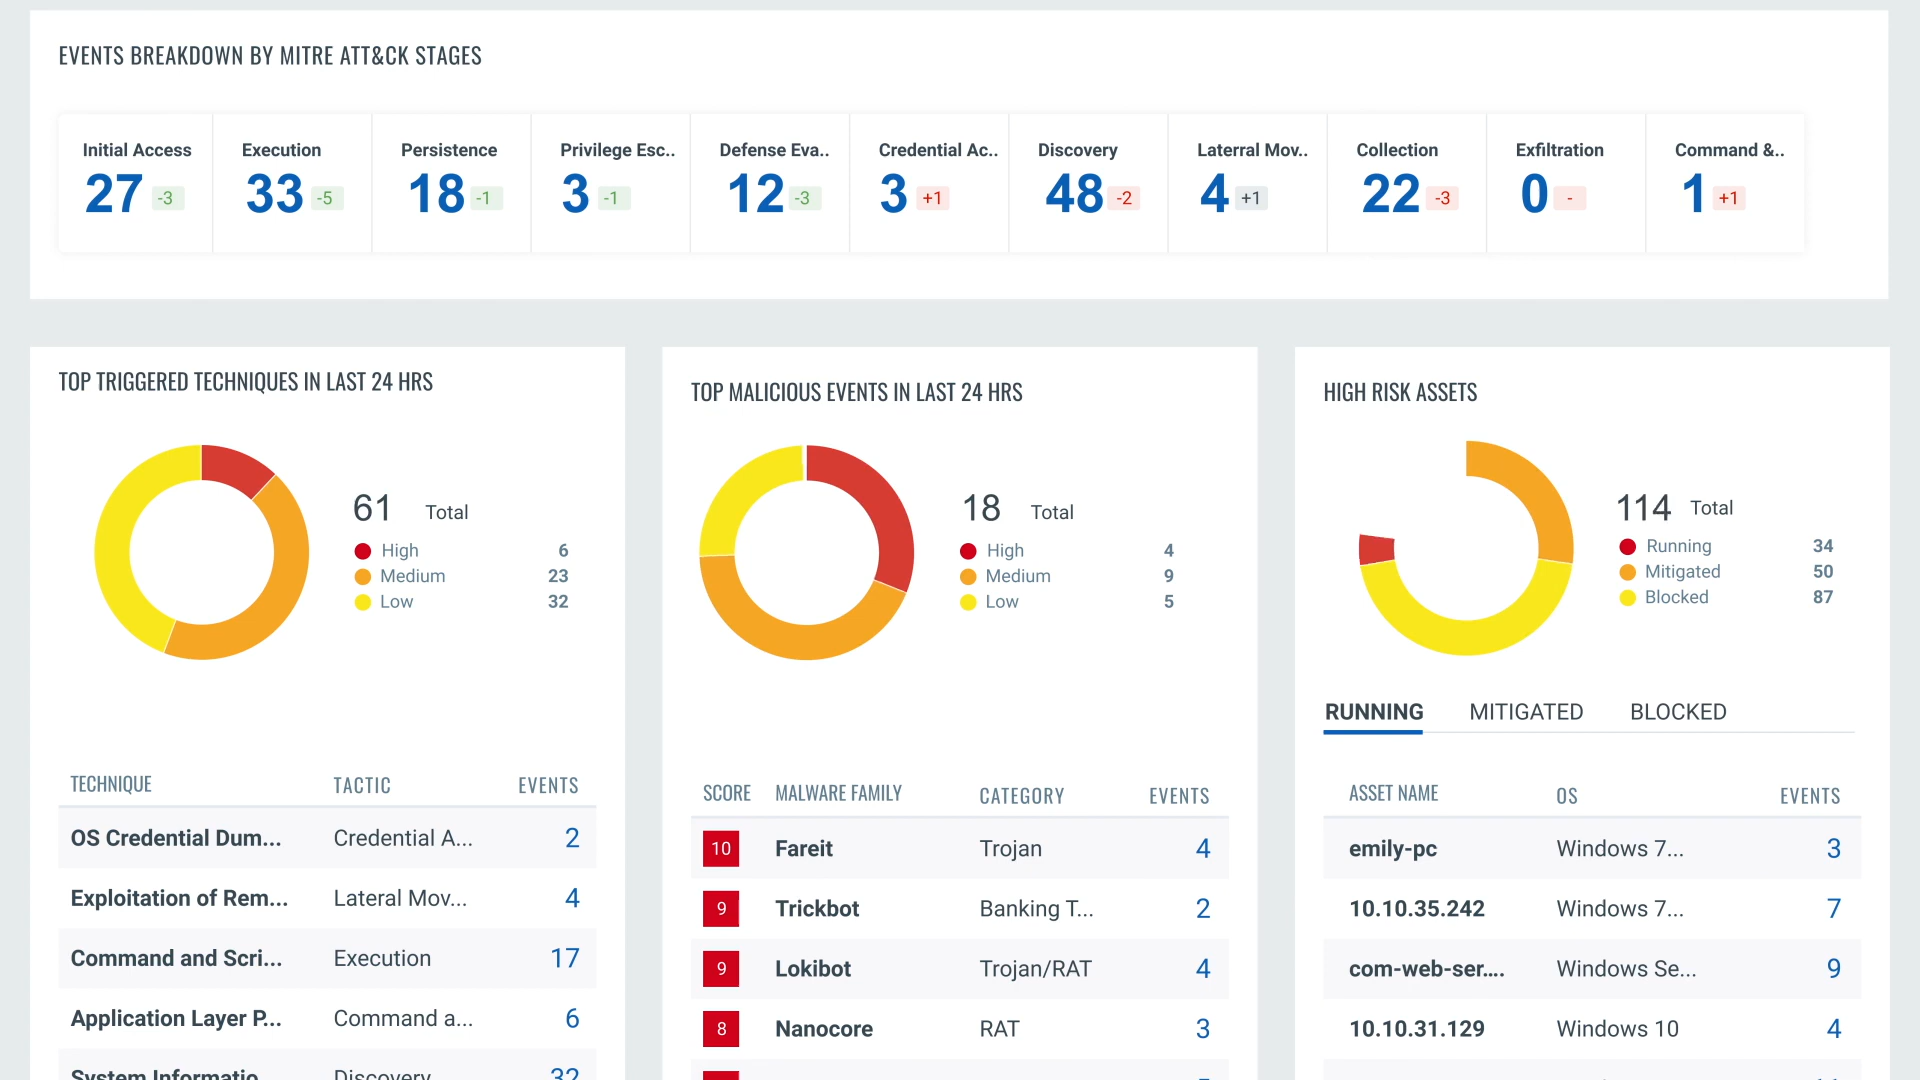 EVENTS BREAKDOWN BY MITRE ATT&CK STAGES
Initial Access Execution Persistence Privilege Esc.. Defense Eva.. Credential Ac.. Discovery Laterral Mov.. Collection Exfiltration Command &..
27 -3 33 -5 18 -1 3 -1 12 -3 3 +1 48 -2 4 +1 22 -3 0 - 1 +1
TOP TRIGGERED TECHNIQUES IN LAST 24 HRS
61 Total
High 6
Medium 23
Low 32
TECHNIQUE TACTIC EVENTS
OS Credential Dum... Credential A... 2
Exploitation of Rem... Lateral Mov... 4
Command and Scri... Execution 17
Application Layer P... Command a... 6
System Informatio Discovery 32
TOP MALICIOUS EVENTS IN LAST 24 HRS
18 Total
High 4
Medium 9
Low 5
SCORE MALWARE FAMILY CATEGORY EVENTS
10 Fareit Trojan 4
9 Trickbot Banking T... 2
9 Lokibot Trojan/RAT 4
8 Nanocore RAT 3
HIGH RISK ASSETS
114 Total
Running 34
Mitigated 50
Blocked 87
RUNNING MITIGATED BLOCKED
ASSET NAME OS EVENTS
emily-pc Windows 7... 3
10.10.35.242 Windows 7... 7
com-web-ser.... Windows Se... 9
10.10.31.129 Windows 10 4